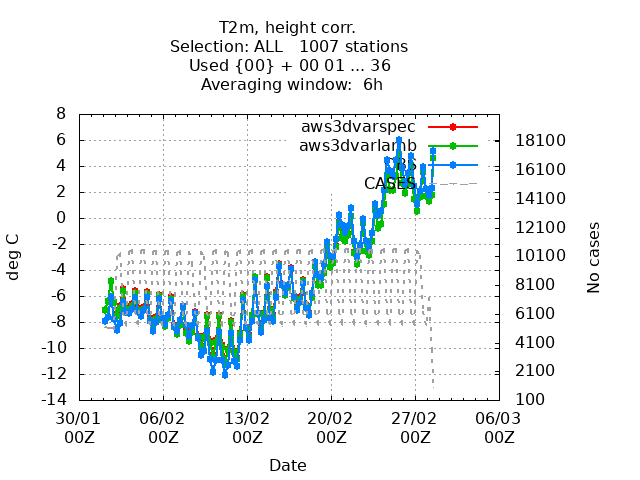 T2m, height corr.
Selection: ALL   1007 stations
Used {00} + 00 01 ... 36
Averaging window:  6h
aws3dvarspec
aws3dvarlamb
CASES
8
6
4
2
0
-2
-4
-6
-8
-10
-12
-14
deg C
18100
16100
14100
12100
10100
8100
6100
4100
2100
100
No cases
30/01 06/02 13/02 20/02 27/02 06/03
00Z 00Z 00Z 00Z 00Z 00Z
Date